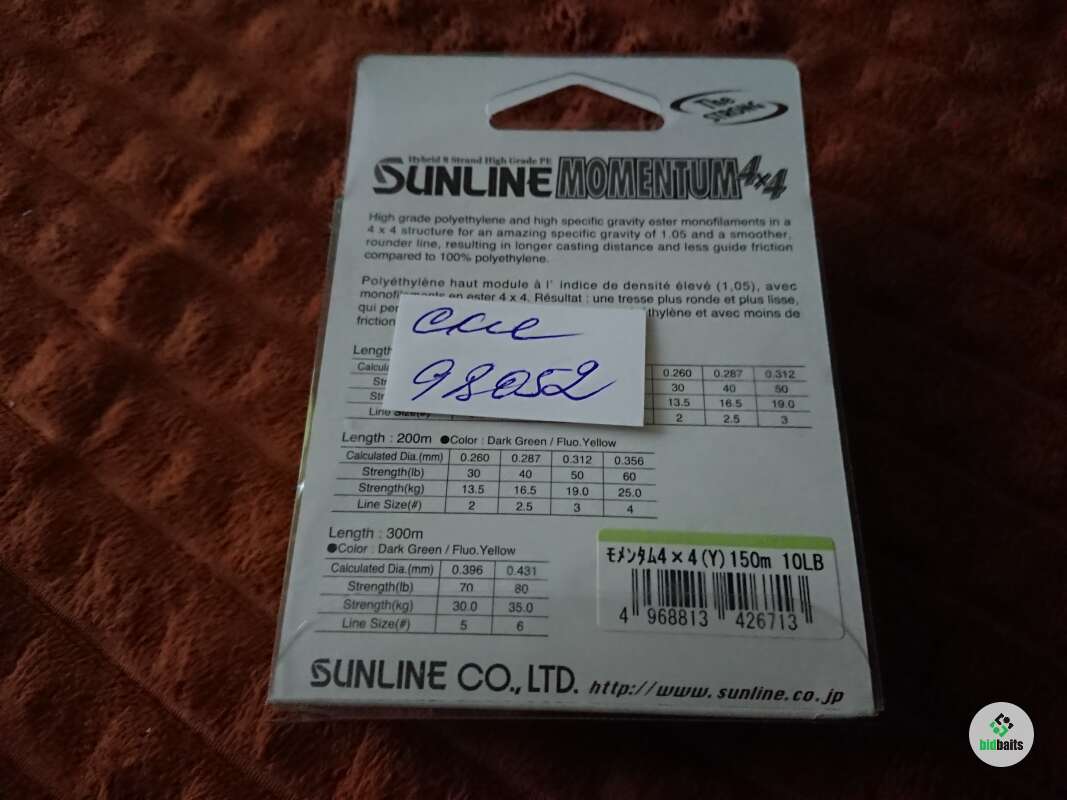 The
STRONG
Hybrid 8 Strand High Grade PE
SUNLINE MOMENTUM 4×4
High grade polyethylene and high specific gravity ester monofilaments in a
4 x 4 structure for an amazing specific gravity of 1.05 and a smoother,
rounder line, resulting in longer casting distance and less guide friction
compared to 100% polyethylene.
Polyéthylène haut module à l' indice de densité élevé (1,05), avec
en ester 4 x 4. Résultat : une tresse plus ronde et plus lisse,
qui et avec moins de
98052
0.260 0.287 0.312
30 40 50
13.5 16.5 19.0
Line 2 2.5 3
Length : 200m ●Color : Dark Green / Fluo.Yellow
Calculated Dia.(mm) 0.260 0.287 0.312 0.356
Strength(lb) 30 40 50 60
Strength(kg) 13.5 16.5 19.0 25.0
Line Size(#) 2 2.5 3 4
Length : 300m
●Color : Dark Green / Fluo.Yellow
Calculated Dia.(mm) 0.396 0.431
Strength(lb) 70 80
Strength(kg) 30.0 35.0
Line Size(#) 5 6
モメンタム4×4(Y)150m 10LB
4 968813 426713
SUNLINE CO., LTD. http://www.sunline.co.jp
bidbaits